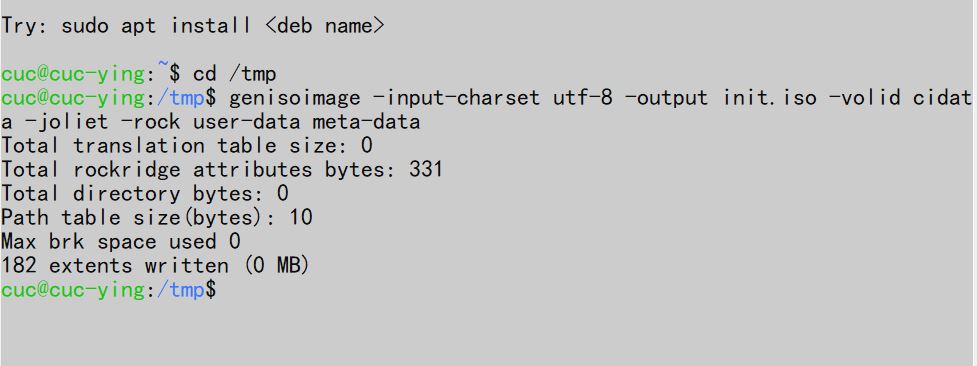 Try: sudo apt install <deb name>
cuc@cuc-ying:~$ cd /tmp
cuc@cuc-ying:/tmp$ genisoimage -input-charset utf-8 -output init.iso -volid cidat
a -joliet -rock user-data meta-data
Total translation table size: 0
Total rockridge attributes bytes: 331
Total directory bytes: 0
Path table size(bytes): 10
Max brk space used 0
182 extents written (0 MB)
cuc@cuc-ying:/tmp$